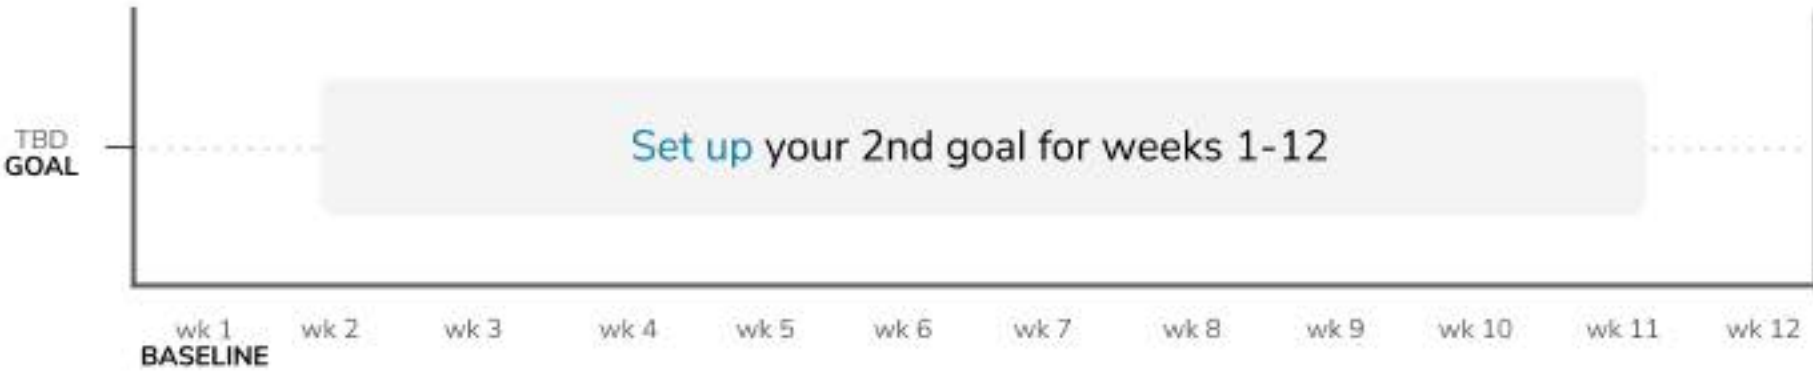 TBD
GOAL
Set up your 2nd goal for weeks 1-12
wk 1 wk 2 wk 3 wk 4 wk 5 wk 6 wk 7 wk 8 wk 9 wk 10 wk 11 wk 12
BASELINE